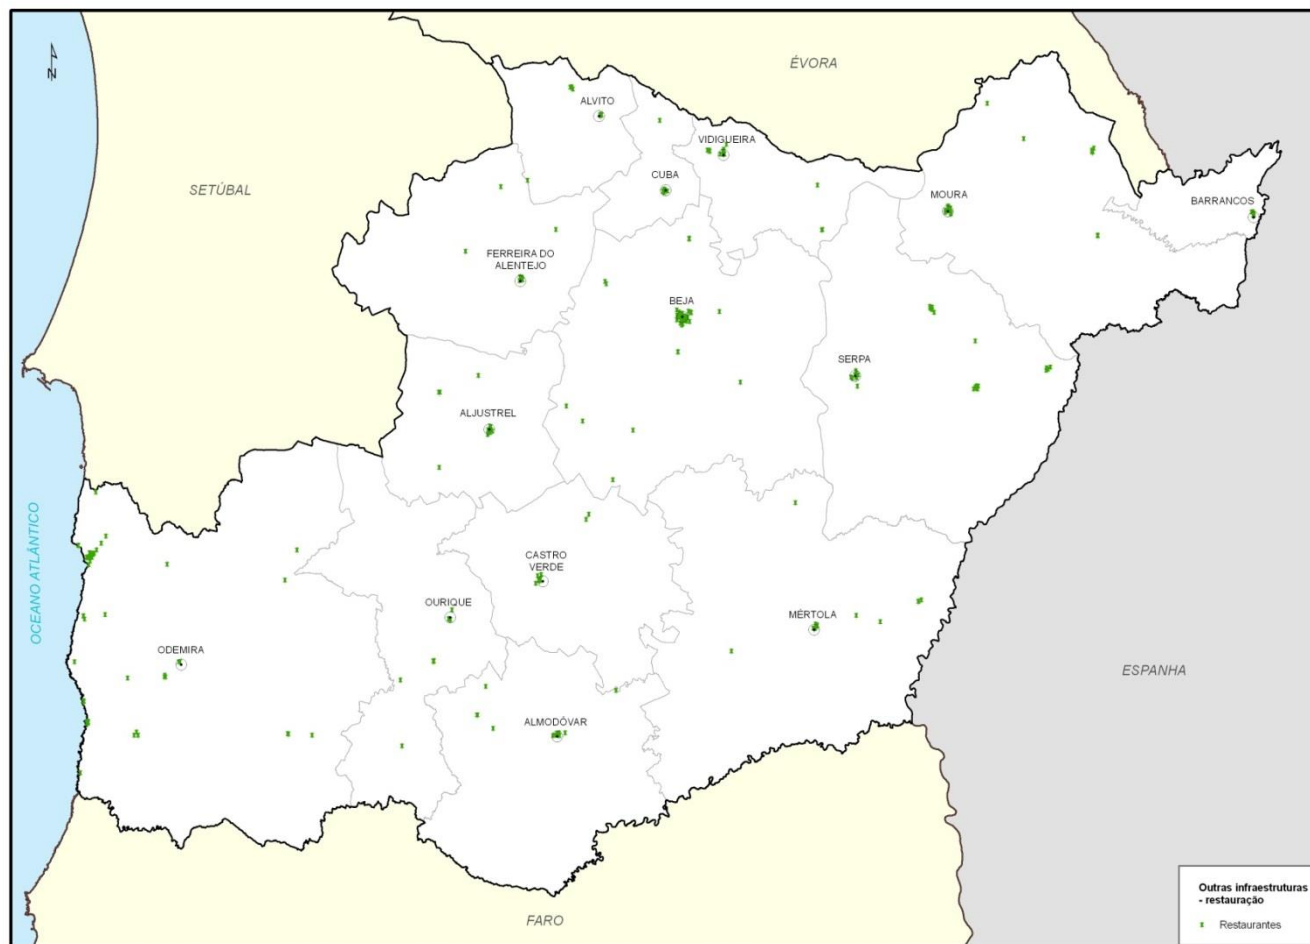 N
ÉVORA
ALVITO
VIDIGUEIRA
SETÚBAL
CUBA
MOURA
BARRANCOS
FERREIRA DO
ALENTEJO
BEJA
SERPA
ALJUSTREL
OCEANO ATLÂNTICO
CASTRO
VERDE
OURIQUE
MÉRTOLA
ODEMIRA
ESPANHA
ALMODÔVAR
FARO
Outras infraestruturas
- restauração
Restaurantes